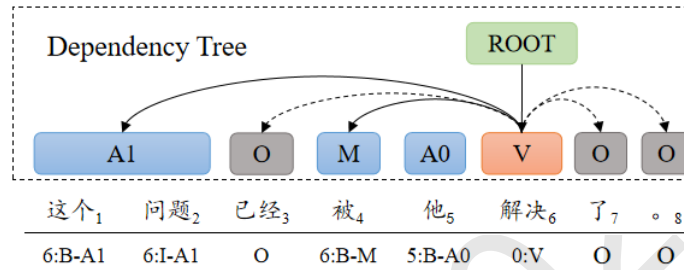 Dependency Tree
ROOT
A1 O M A0 V O O
这个1 问题2 已经3 被4 他5 解决6 了7 。8
6:B-A1 6:I-A1 O 6:B-M 5:B-A0 0:V O O